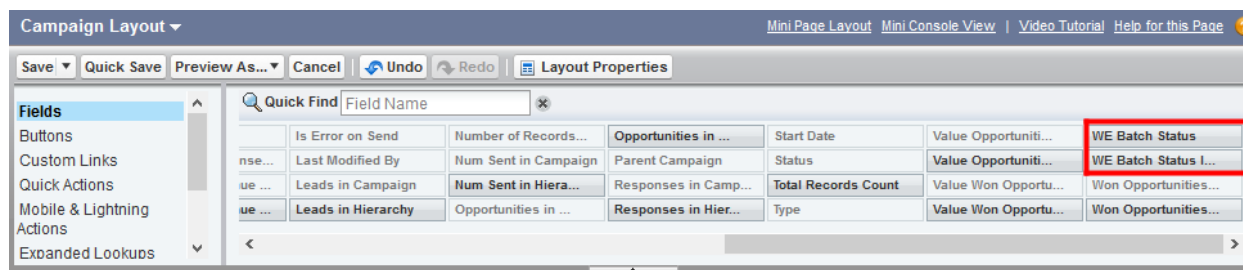 Campaign Layout
Mini Page Layout Mini Console View | Video Tutorial Help for this Page
Save Quick Save Preview As... Cancel Undo Redo Layout Properties
Fields
Buttons
Custom Links
Quick Actions
Mobile & Lightning
Actions
Expanded Lookups
Quick Find Field Name
Is Error on Send Number of Records... Opportunities in ... Start Date Value Opportuniti... WE Batch Status
nse... Last Modified By Num Sent in Campaign Parent Campaign Status Value Opportuniti... WE Batch Status I...
ue ... Leads in Campaign Num Sent in Hiera... Responses in Camp... Total Records Count Value Won Opportu... Won Opportunities...
ue ... Leads in Hierarchy Opportunities in ... Responses in Hier... Type Value Won Opportu... Won Opportunities...